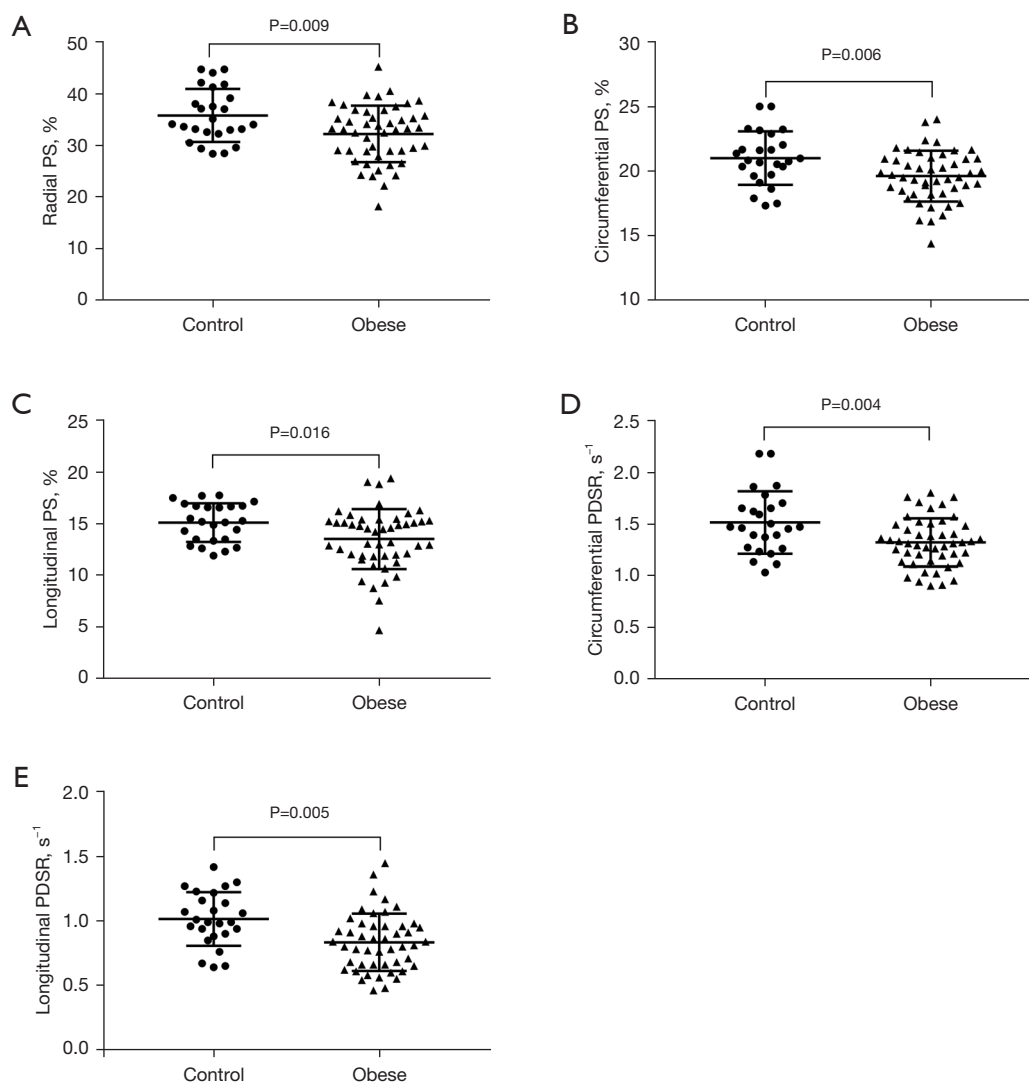 A
P=0.009
Radial PS, %
50
40
30
20
10
0
Control
Obese
B
P=0.006
Circumferential PS, %
30
25
20
15
10
Control
Obese
C
P=0.016
Longitudinal PS, %
25
20
15
10
5
0
Control
Obese
D
P=0.004
Circumferential PDSR, s⁻¹
2.5
2.0
1.5
1.0
0.5
0.0
Control
Obese
E
P=0.005
Longitudinal PDSR, s⁻¹
2.0
1.5
1.0
0.5
0.0
Control
Obese